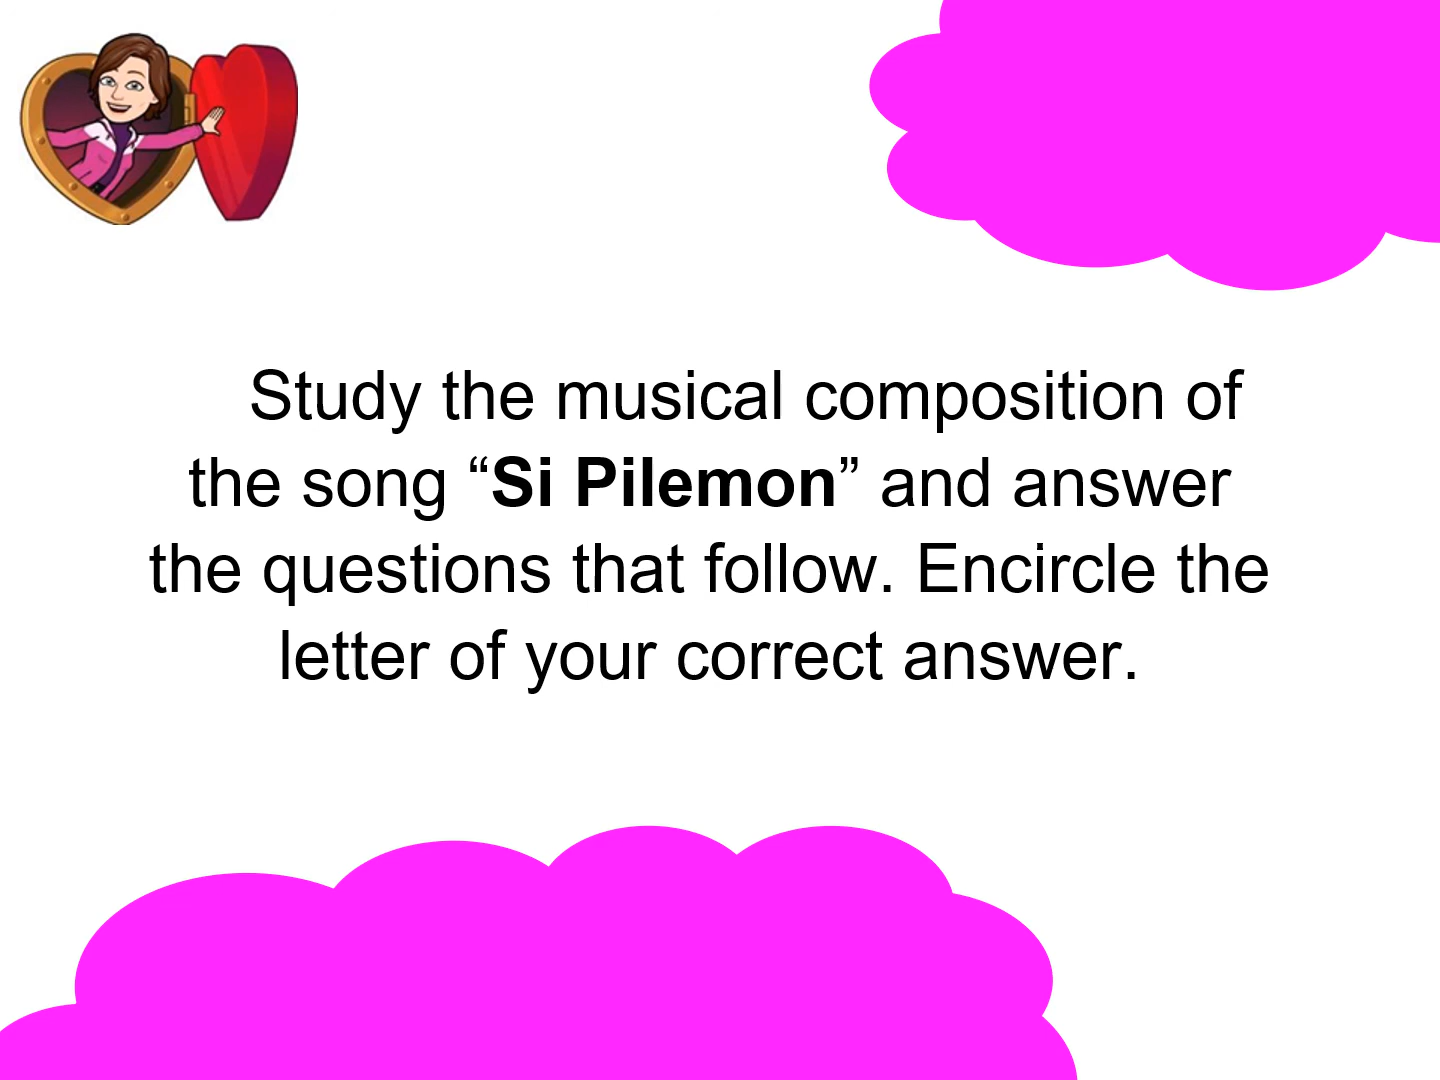 Study the musical composition of
the song “Si Pilemon” and answer
the questions that follow. Encircle the
letter of your correct answer.